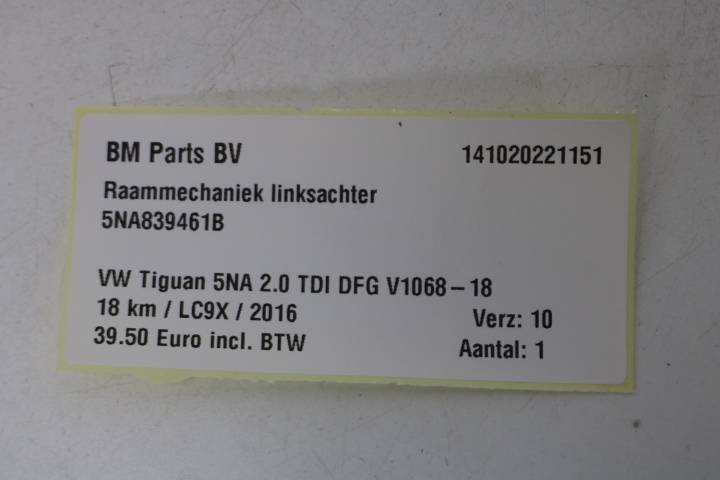 BM Parts BV 141020221151
Raammechaniek linksachter
5NA839461B
VW Tiguan 5NA 2.0 TDI DFG V1068-18
18 km / LC9X / 2016 Verz: 10
39.50 Euro incl. BTW Aantal: 1